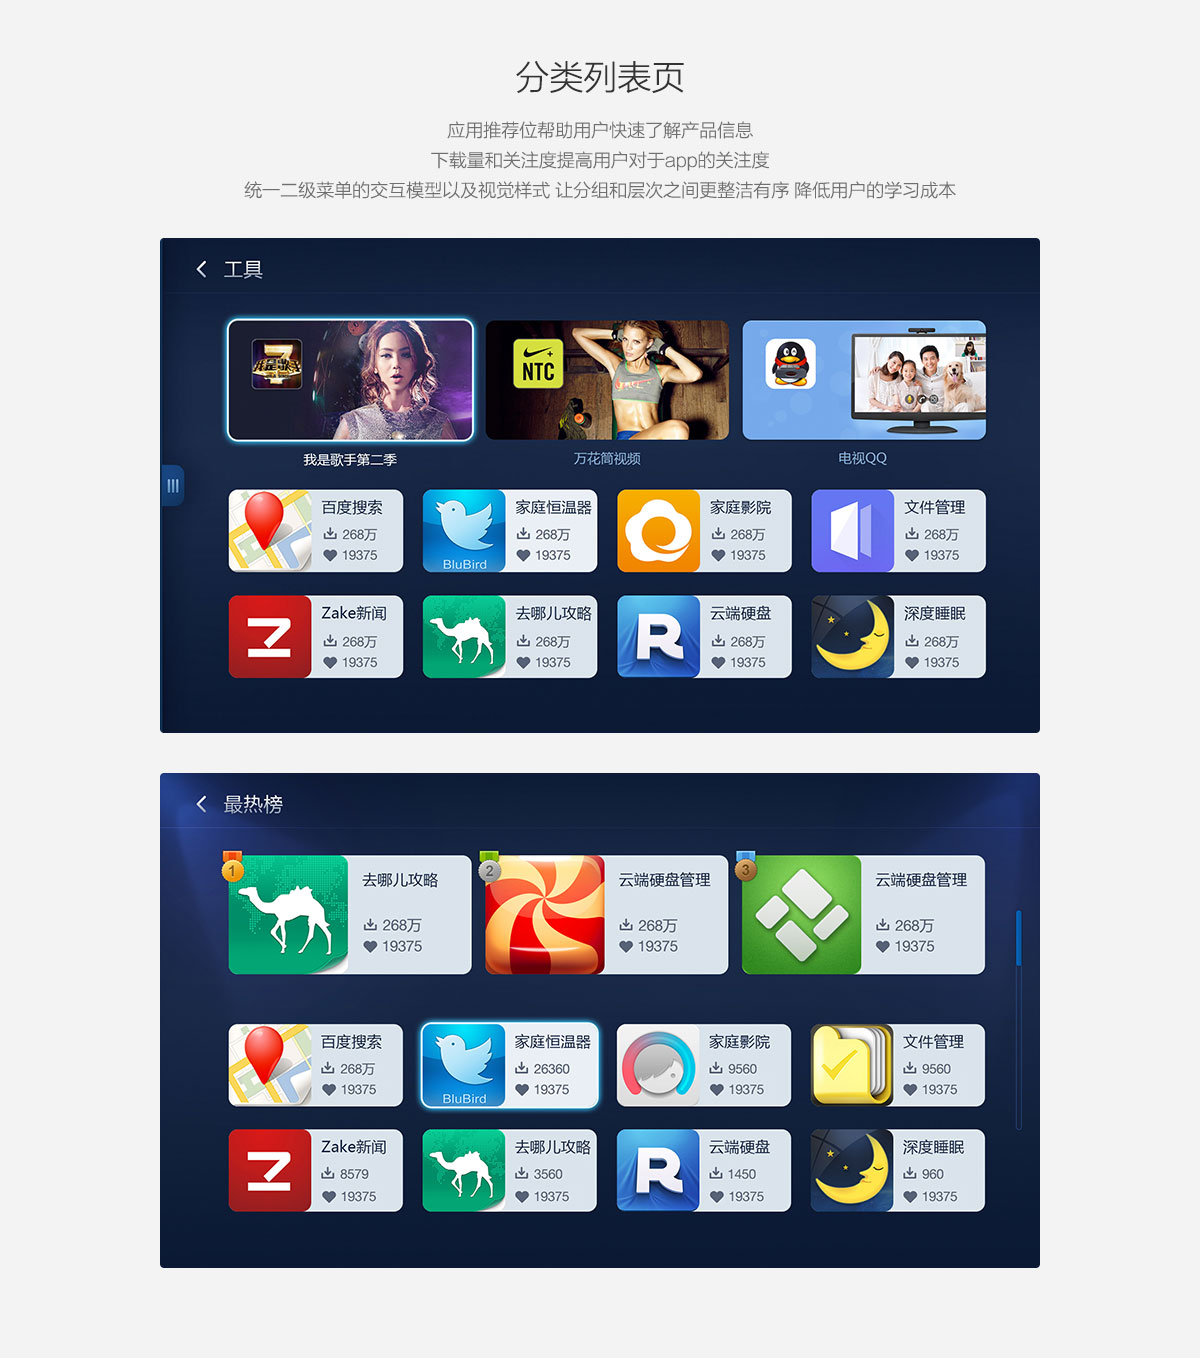 分类列表页
应用推荐位帮助用户快速了解产品信息
下载量和关注度提高用户对于app的关注度
统一二级菜单的交互模型以及视觉样式 让分组和层次之间更整洁有序 降低用户的学习成本
工具
NTC
我是歌手第二季
万花筒视频
电视QQ
百度搜索
268万
19375
BluBird
家庭恒温器
268万
19375
家庭影院
268万
19375
文件管理
268万
19375
Zake新闻
268万
19375
去哪儿攻略
268万
19375
R
云端硬盘
268万
19375
深度睡眠
268万
19375
最热榜
1
去哪儿攻略
268万
19375
2
云端硬盘管理
268万
19375
3
云端硬盘管理
268万
19375
百度搜索
268万
19375
BluBird
家庭恒温器
26360
19375
家庭影院
9560
19375
文件管理
9560
19375
Zake新闻
8579
19375
去哪儿攻略
3560
19375
R
云端硬盘
1450
19375
深度睡眠
960
19375